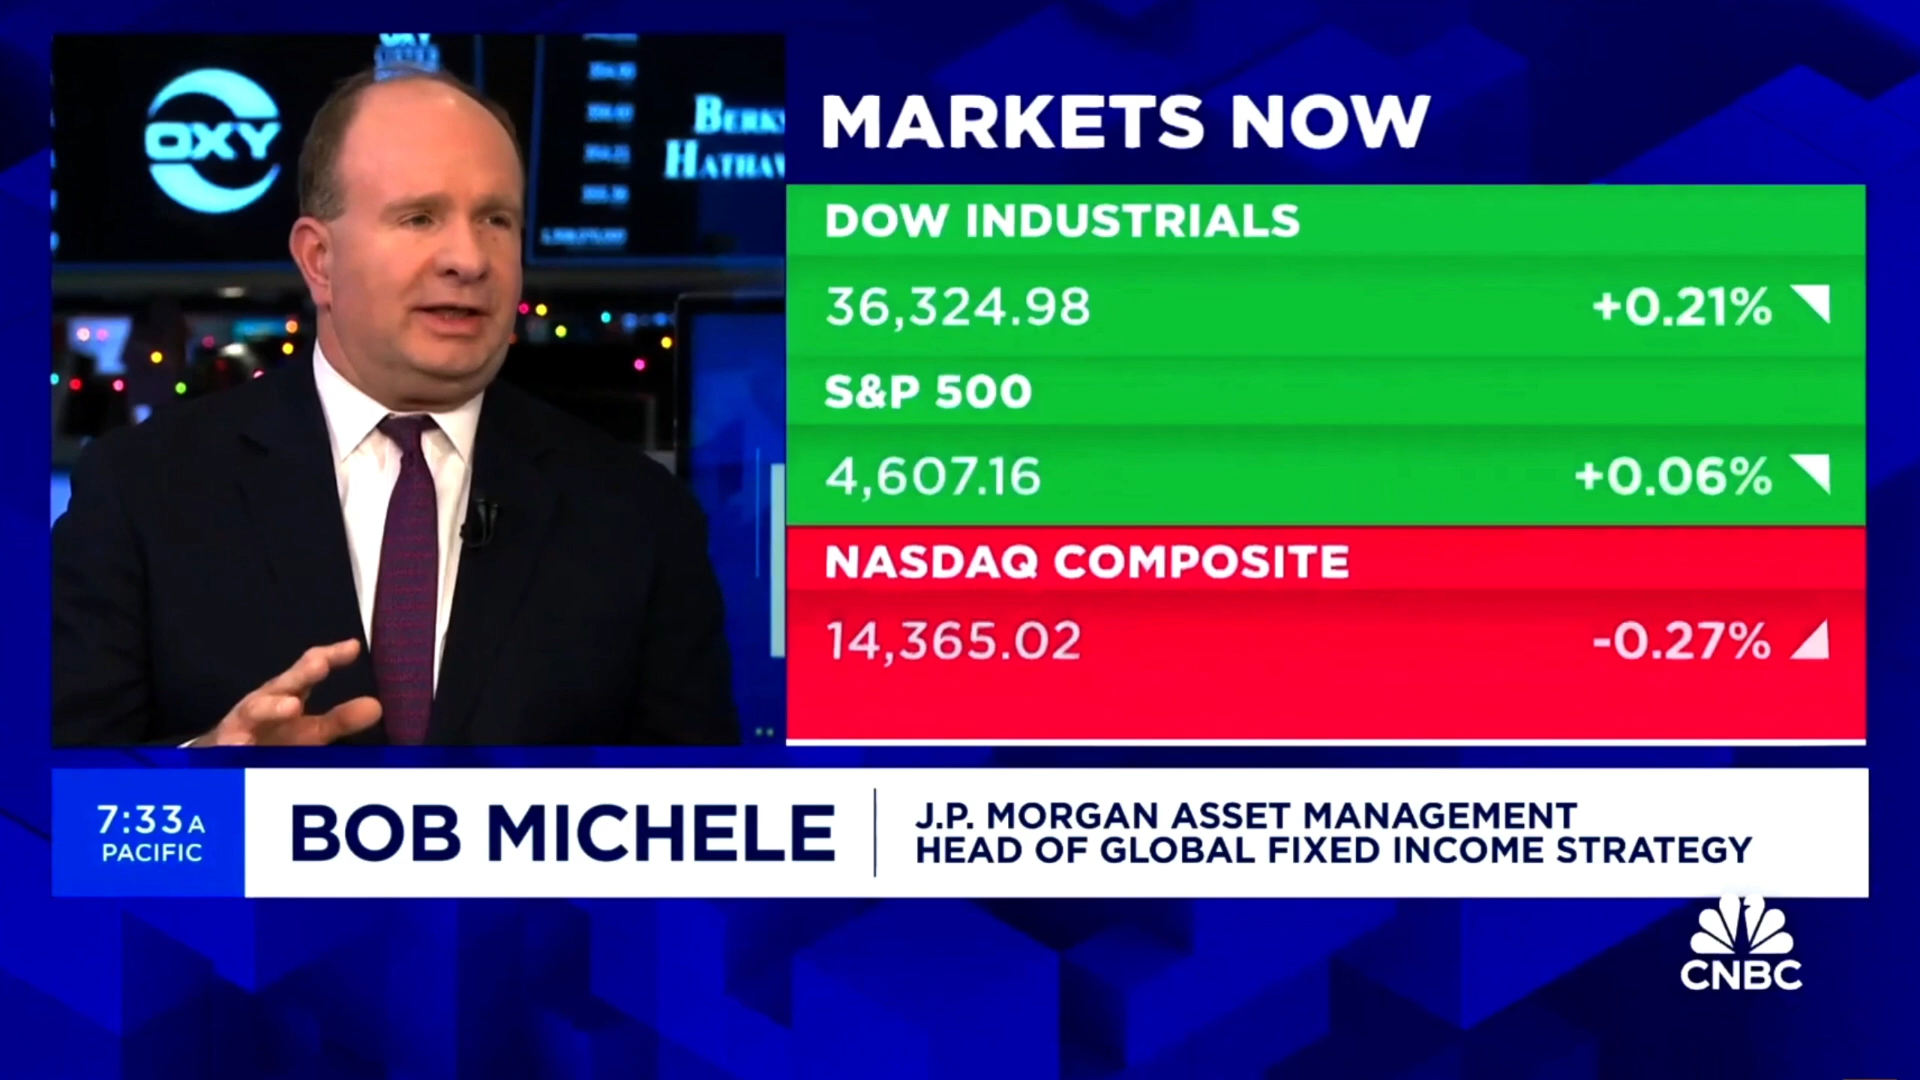 OXY
BERK
HATHAW
MARKETS NOW
DOW INDUSTRIALS
36,324.98 +0.21%
S&P 500
4,607.16 +0.06%
NASDAQ COMPOSITE
14,365.02 -0.27%
7:33A
PACIFIC
BOB MICHELE
J.P. MORGAN ASSET MANAGEMENT
HEAD OF GLOBAL FIXED INCOME STRATEGY
CNBC